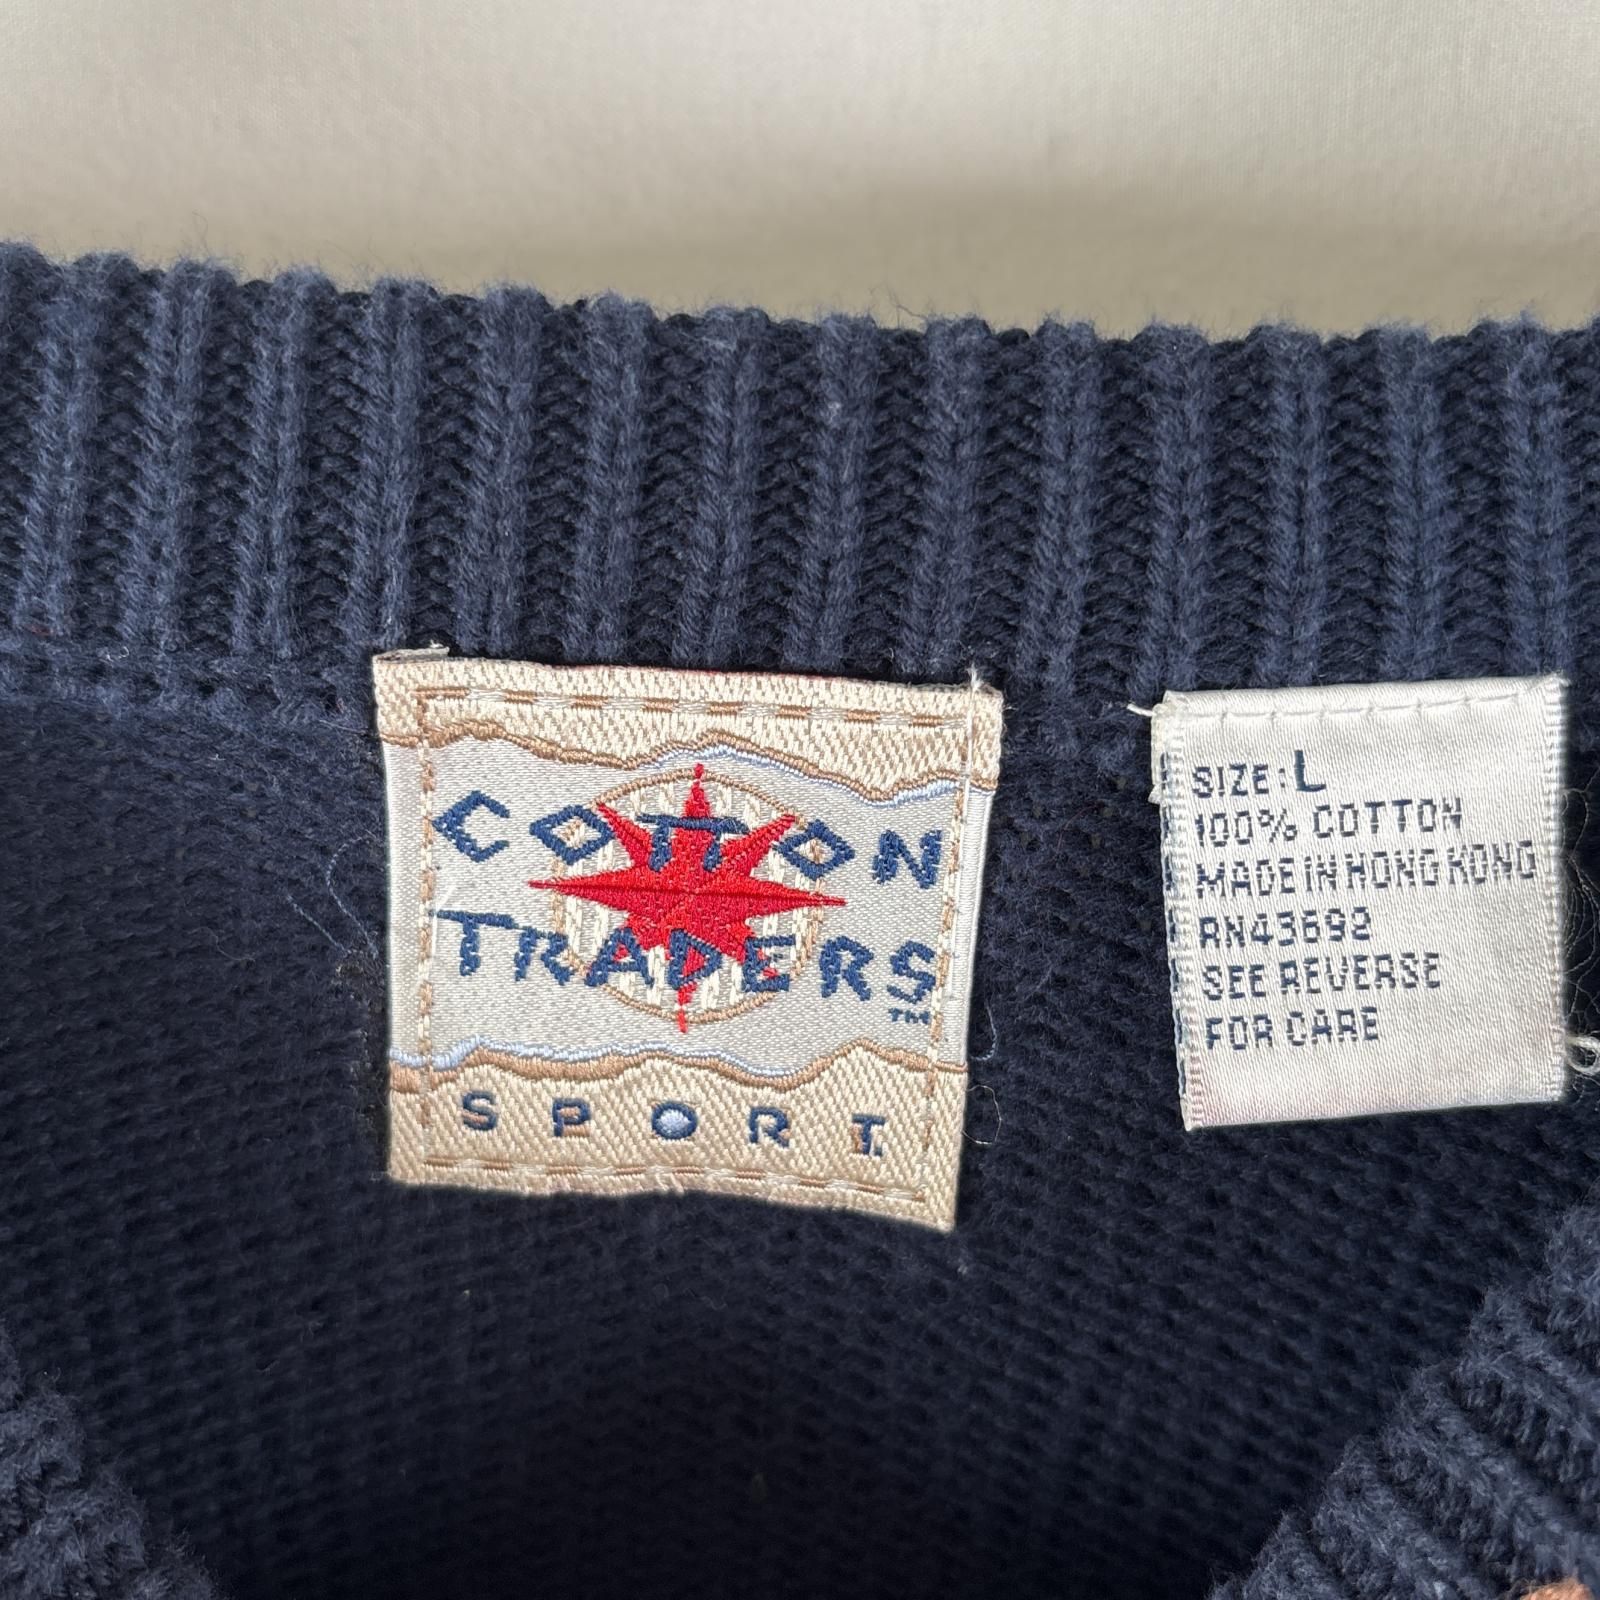 COTTON
TRADERS
TM
SPORT
SIZE: L
100% COTTON
MADE IN HONG KONG
RN43692
SEE REVERSE
FOR CARE